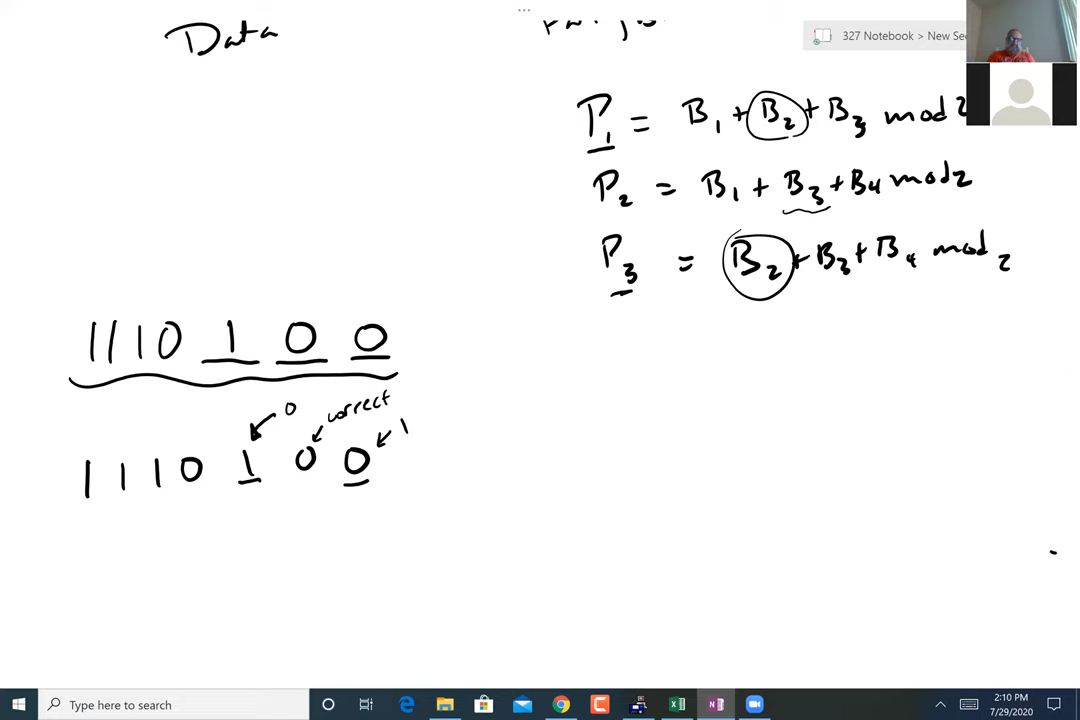 Data
327 Notebook > New Sec
P1 = B1 + B2 + B3 mod 2
P2 = B1 + B3 + B4 mod 2
P3 = B2 + B3 + B4 mod 2
1110 1 0 0
0 correct 1
1110 1 0 0
Type here to search
2:10 PM
7/29/2020